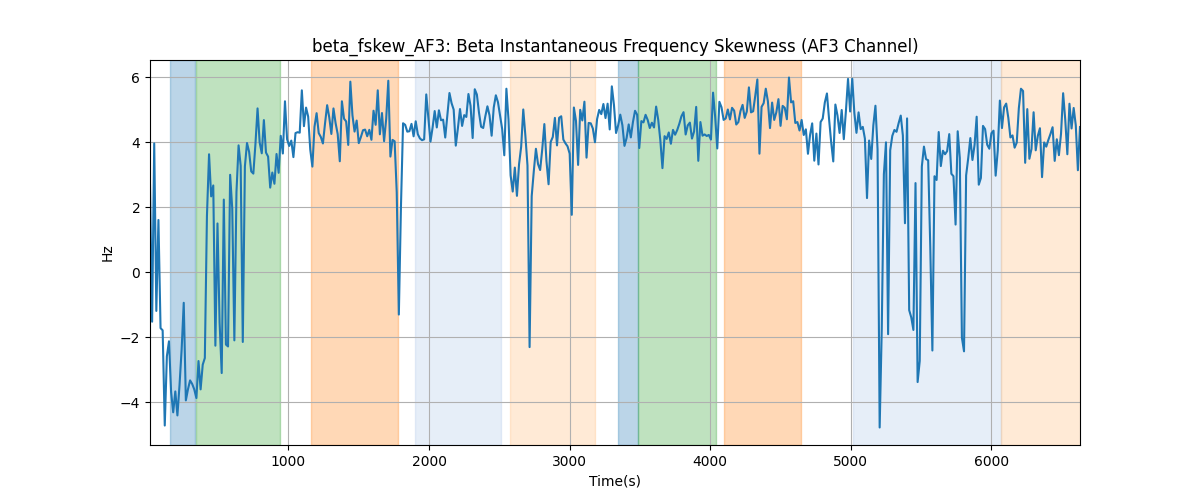 beta_fskew_AF3: Beta Instantaneous Frequency Skewness (AF3 Channel)
6
4
2
0
−2
−4
Hz
1000 2000 3000 4000 5000 6000
Time(s)